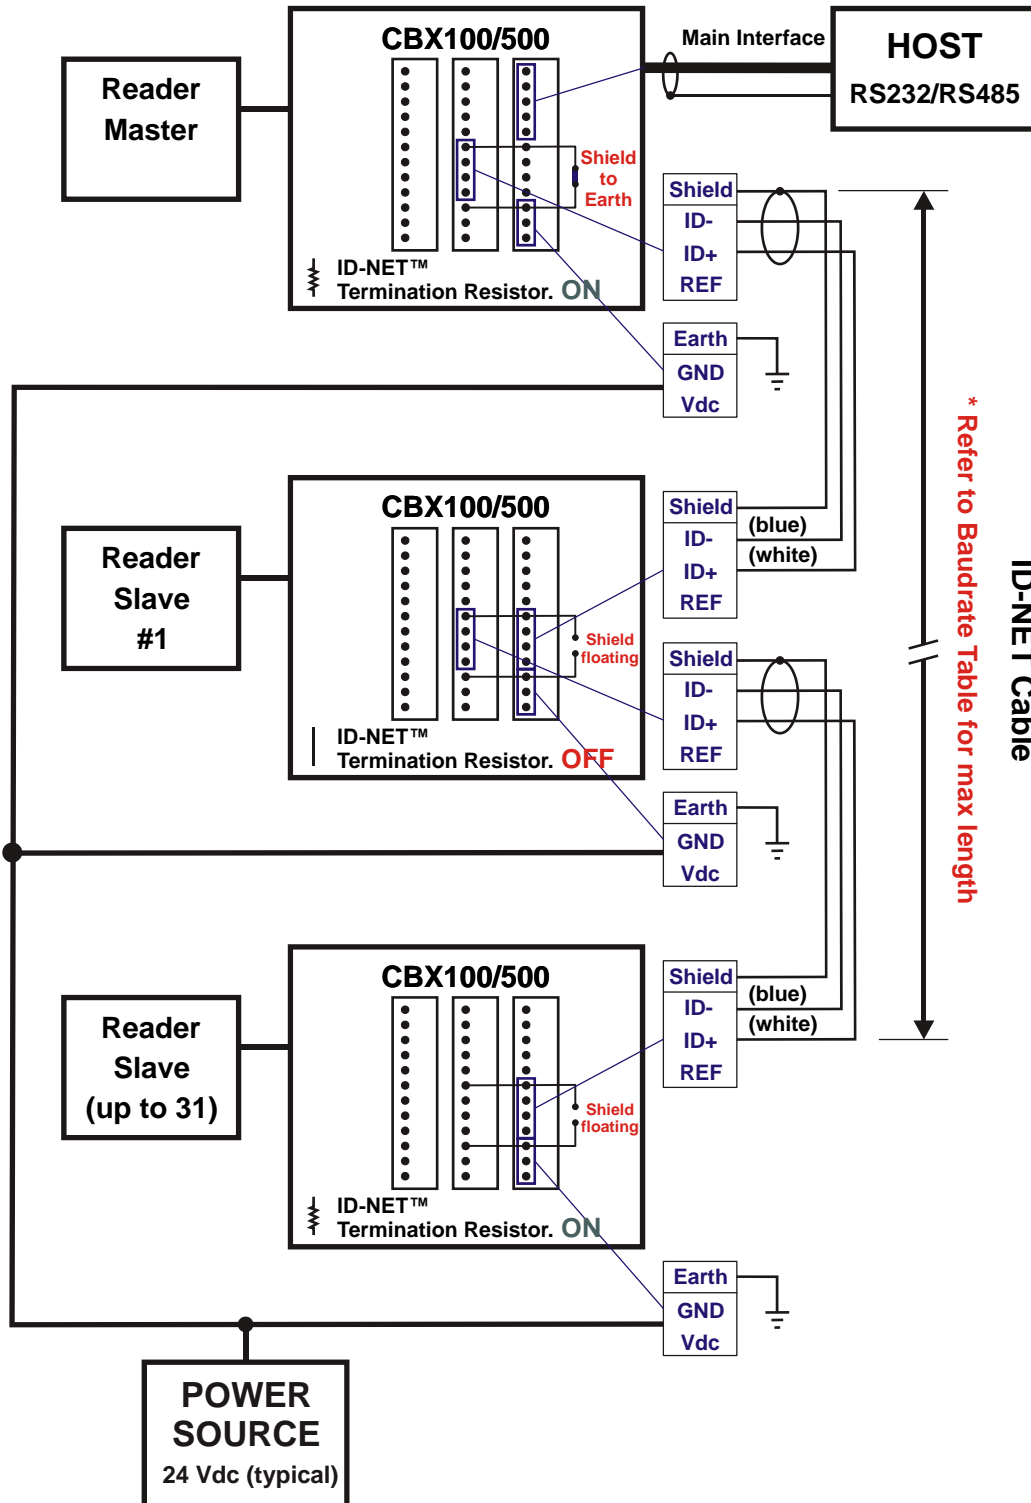 CBX100/500
Main Interface
HOST
RS232/RS485
Reader
Master
Shield
to
Earth
Shield
ID-
ID+
REF
ID-NET™
Termination Resistor. ON
Earth
GND
Vdc
* Refer to Baudrate Table for max length
ID-NET Cable
CBX100/500
Reader
Slave
#1
Shield
ID-
(blue)
ID+
(white)
REF
Shield
floating
Shield
ID-
ID+
REF
ID-NET™
Termination Resistor. OFF
Earth
GND
Vdc
CBX100/500
Reader
Slave
(up to 31)
Shield
ID-
(blue)
ID+
(white)
REF
Shield
floating
ID-NET™
Termination Resistor. ON
Earth
GND
Vdc
POWER
SOURCE
24 Vdc (typical)